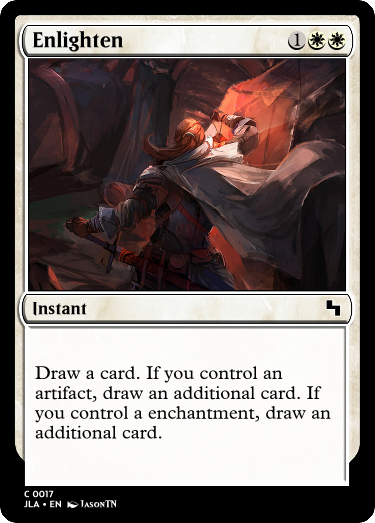 Enlighten 1
Instant
Draw a card. If you control an
artifact, draw an additional card. If
you control a enchantment, draw an
additional card.
C 0017
JLA • EN JASONTN